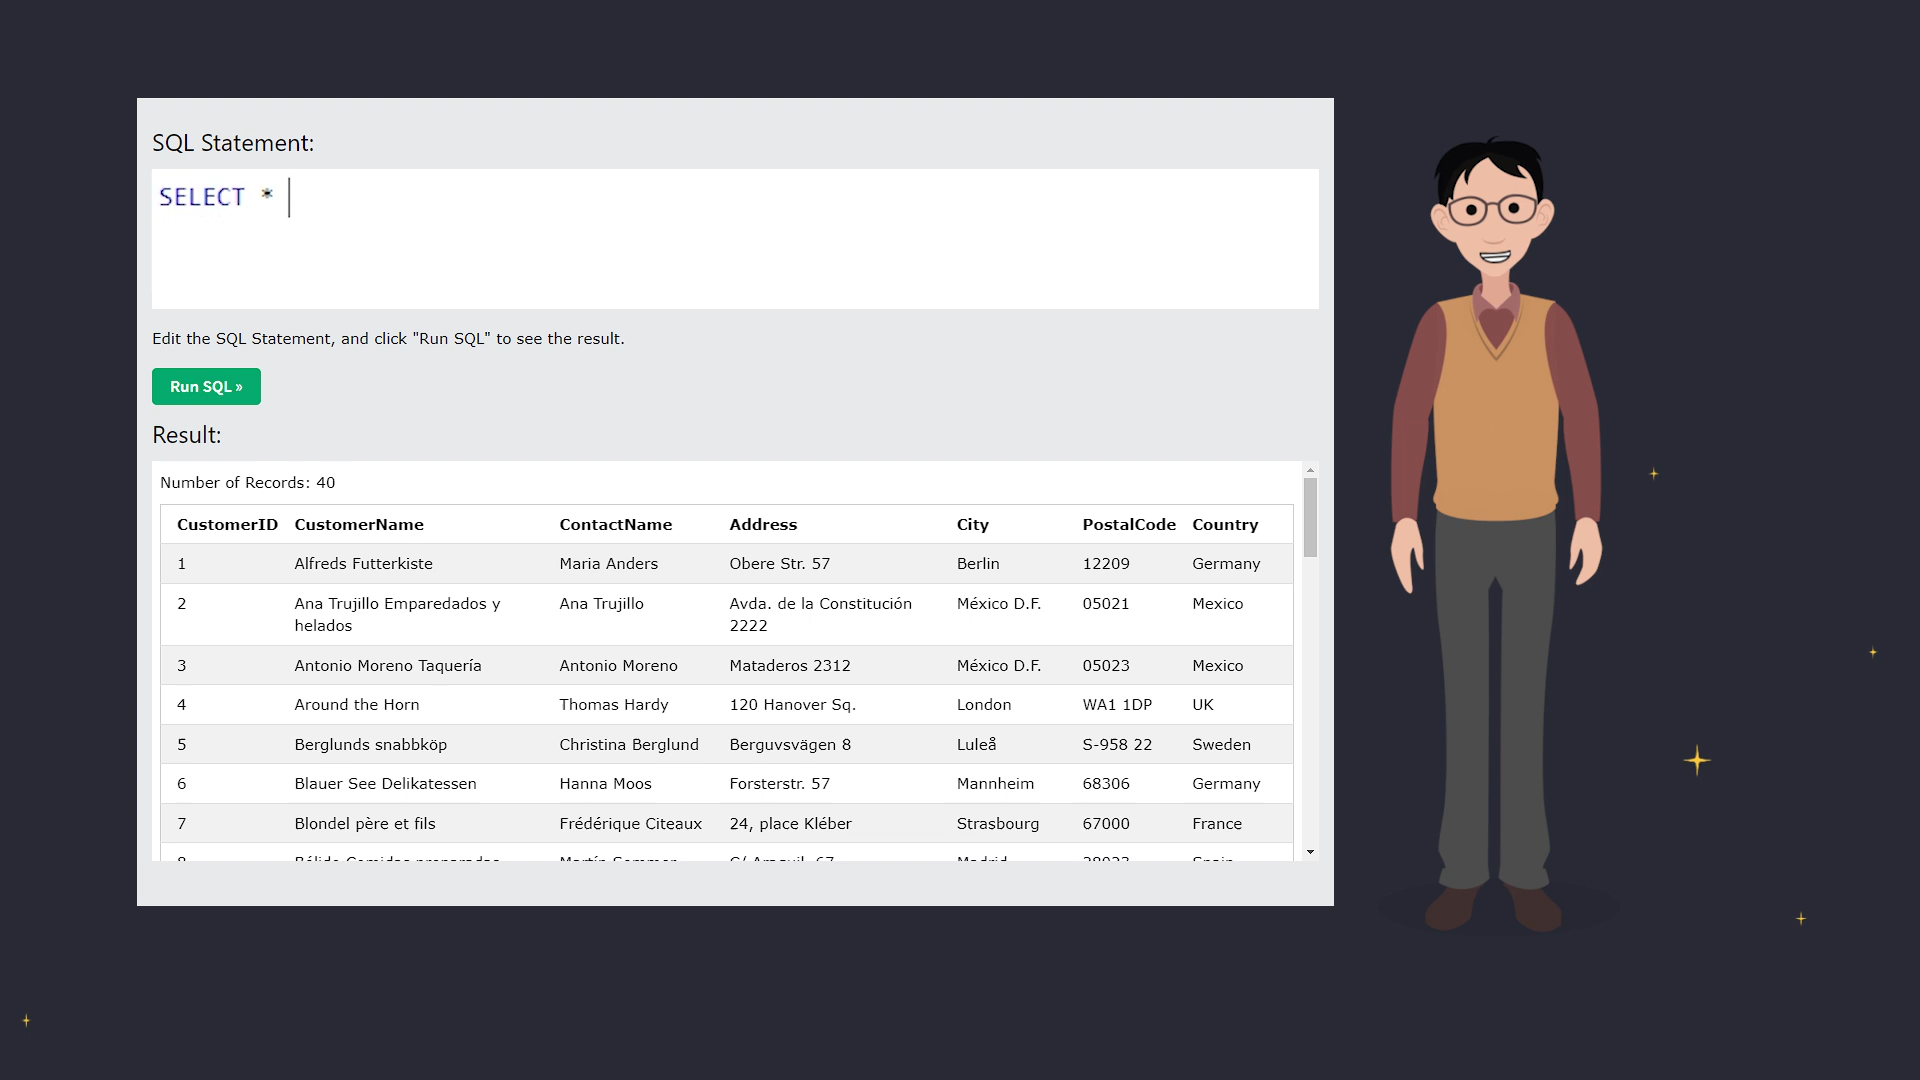 SQL Statement:
SELECT *
Edit the SQL Statement, and click "Run SQL" to see the result.
Run SQL »
Result:
Number of Records: 40
CustomerID CustomerName ContactName Address City PostalCode Country
1 Alfreds Futterkiste Maria Anders Obere Str. 57 Berlin 12209 Germany
2 Ana Trujillo Emparedados y Ana Trujillo Avda. de la Constitución México D.F. 05021 Mexico
helados 2222
3 Antonio Moreno Taquería Antonio Moreno Mataderos 2312 México D.F. 05023 Mexico
4 Around the Horn Thomas Hardy 120 Hanover Sq. London WA1 1DP UK
5 Berglunds snabbköp Christina Berglund Berguvsvägen 8 Luleå S-958 22 Sweden
6 Blauer See Delikatessen Hanna Moos Forsterstr. 57 Mannheim 68306 Germany
7 Blondel père et fils Frédérique Citeaux 24, place Kléber Strasbourg 67000 France